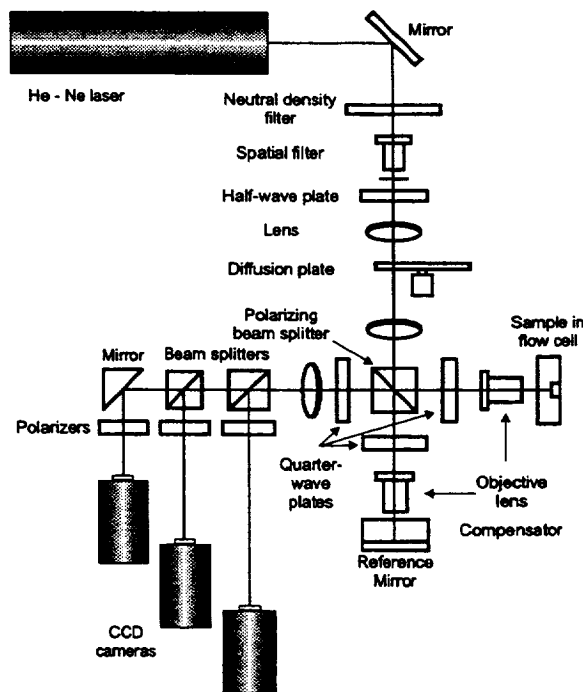 Mirror
He - Ne laser
Neutral density
filter
Spatial filter
Half-wave plate
Lens
Diffusion plate
Polarizing
beam splitter
Sample in
flow cell
Mirror
Beam splitters
Polarizers
Quarter-
wave plates
Objective
lens
Compensator
Reference
Mirror
CCD
cameras